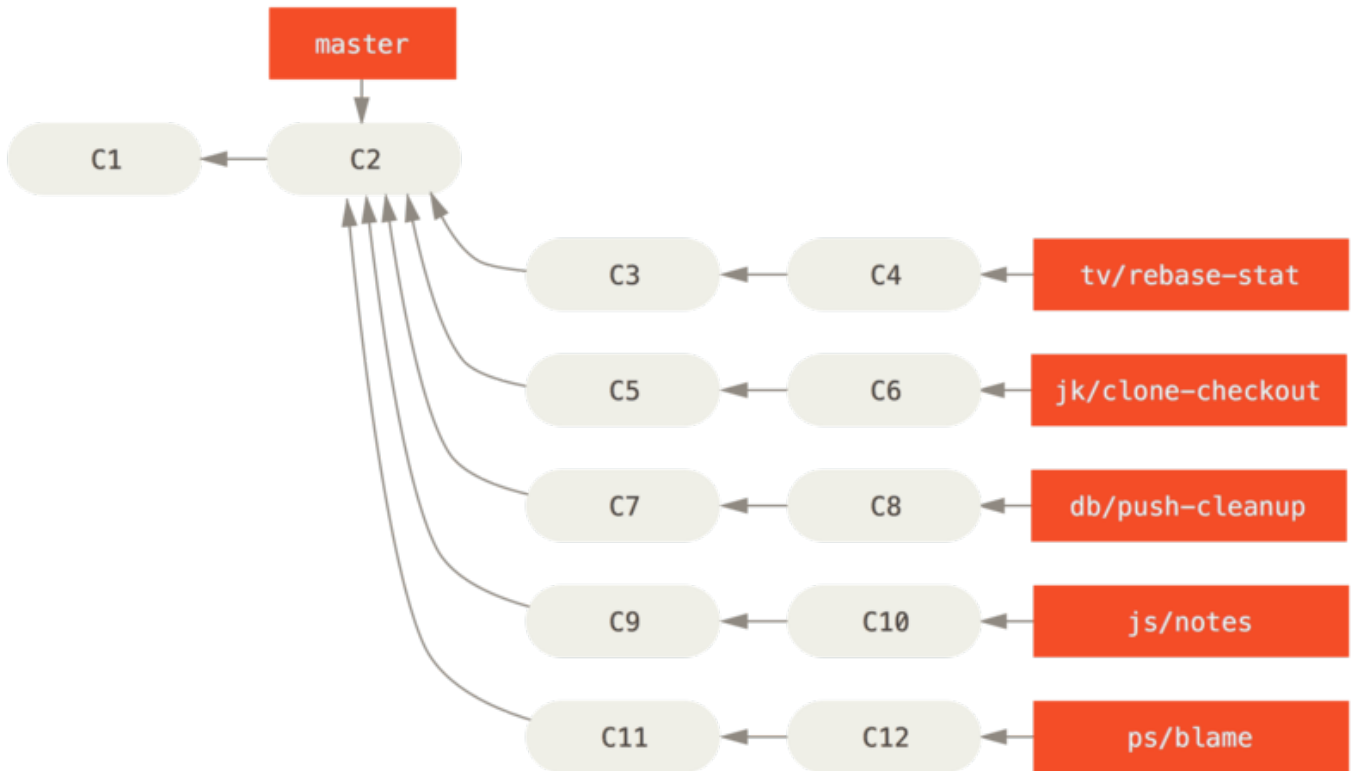 master
C1
C2
C3
C4
tv/rebase-stat
C5
C6
jk/clone-checkout
C7
C8
db/push-cleanup
C9
C10
js/notes
C11
C12
ps/blame